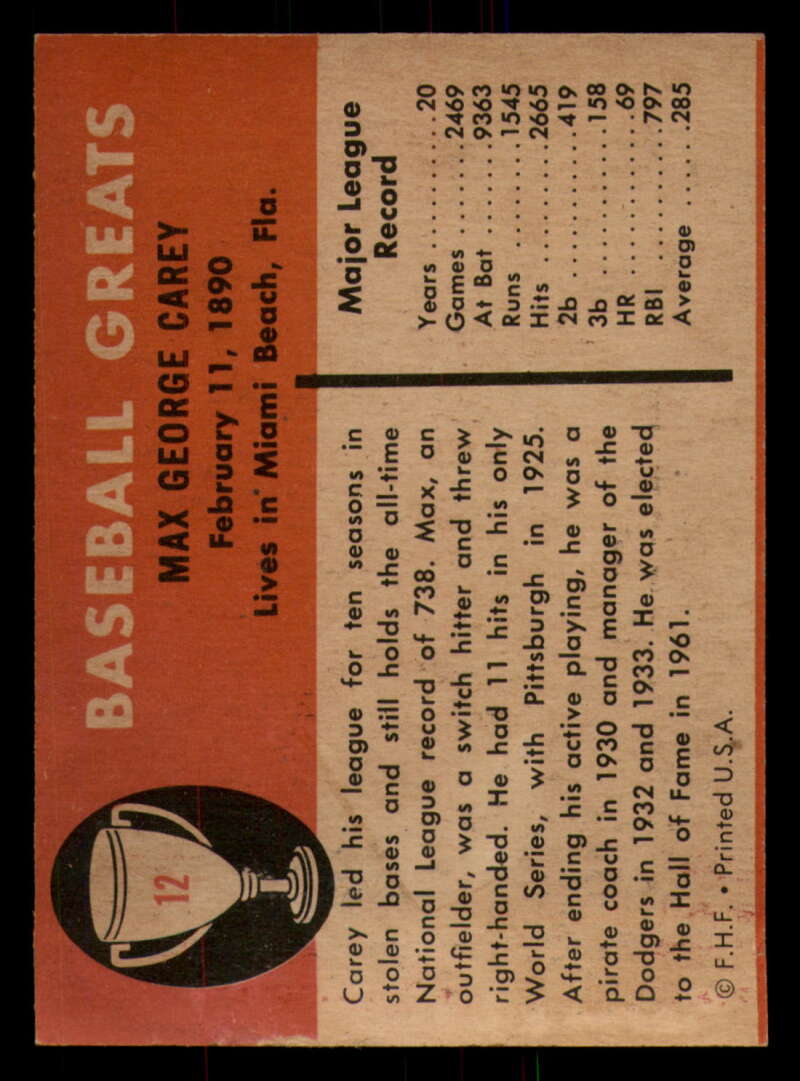 12
BASEBALL GREATS
MAX GEORGE CAREY
February 11, 1890
Lives in Miami Beach, Fla.
Carey led his league for ten seasons in
stolen bases and still holds the all-time
National League record of 738. Max, an
outfielder, was a switch hitter and threw
right-handed. He had 11 hits in his only
World Series, with Pittsburgh in 1925.
After ending his active playing, he was a
pirate coach in 1930 and manager of the
Dodgers in 1932 and 1933. He was elected
to the Hall of Fame in 1961.
© F.H.F. • Printed U.S.A.
Major League
Record
Years ...........20
Games ........2469
At Bat ........9363
Runs .........1545
Hits ..........2665
2b ............419
3b ............158
HR ............69
RBI ..........797
Average ......285